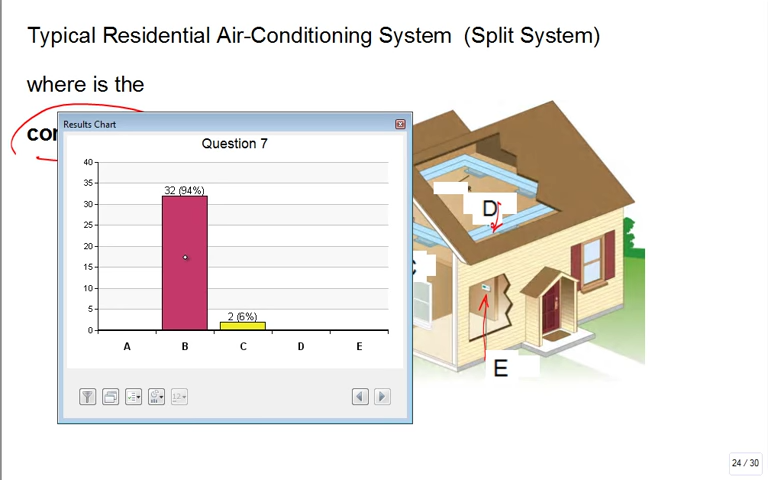 Typical Residential Air-Conditioning System (Split System)
where is the
Results Chart
Question 7
40
35
30
25
20
15
10
5
0
32 (94%)
2 (6%)
A B C D E
D
E
24 / 30